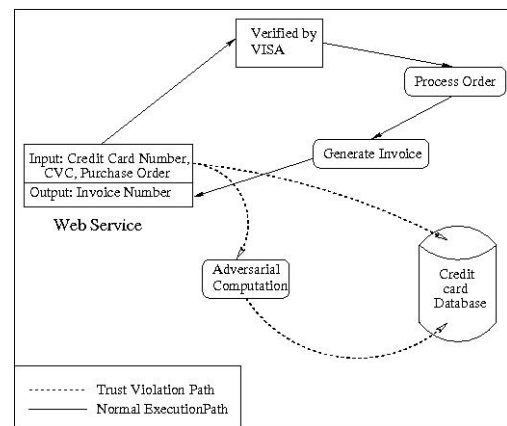 Verified by
VISA
Process Order
Generate Invoice
Input: Credit Card Number,
CVC, Purchase Order
Output: Invoice Number
Web Service
Adversarial
Computation
Credit
card
Database
Trust Violation Path
Normal ExecutionPath